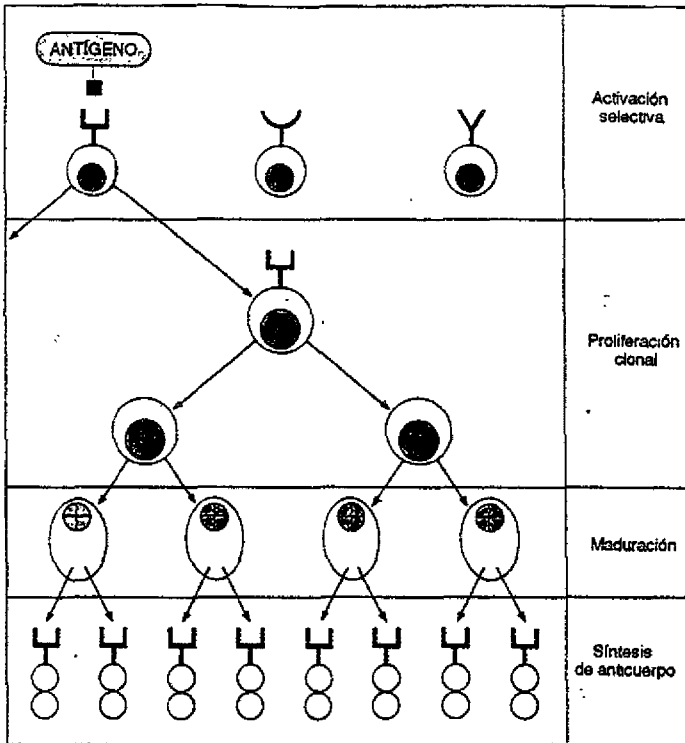 ANTÍGENO
Activación
selectiva
Proliferación
clonal
Maduración
Síntesis
de anticuerpo